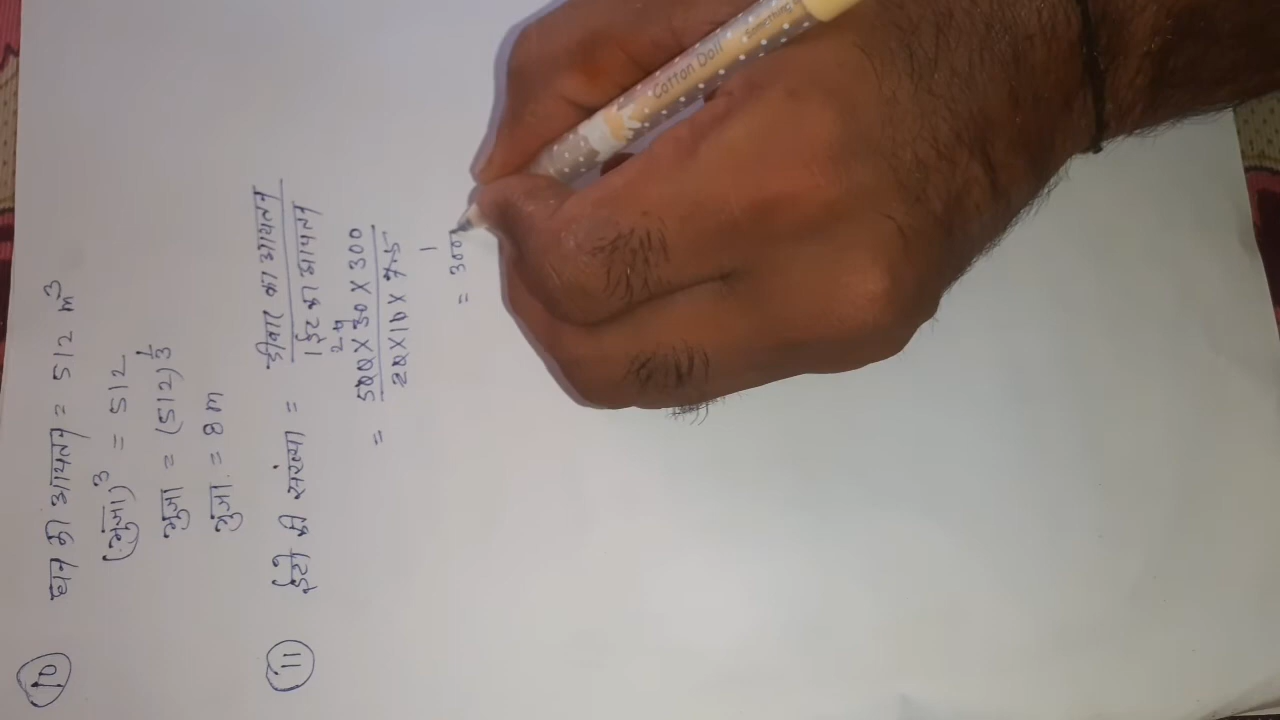 (10) घन का आयतन = 512 m³
(भुजा)³ = 512
भुजा = (512)^1/3
भुजा = 8 m
(11) ईंटों की संख्या = दीवार का आयतन
1 ईंट का आयतन
= 500 X 30 X 300
20 X 10 X 7.5
= 300
Cotton Doll
Something